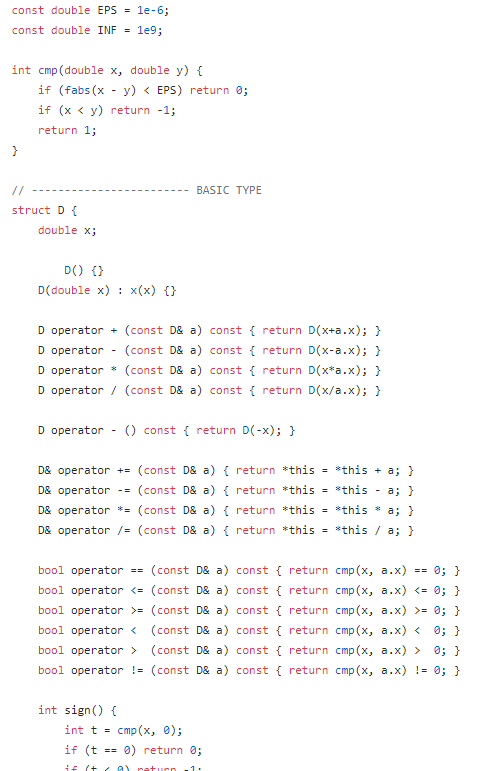 const double EPS = 1e-6;
const double INF = 1e9;

int cmp(double x, double y) {
    if (fabs(x - y) < EPS) return 0;
    if (x < y) return -1;
    return 1;
}

// ------------------------ BASIC TYPE
struct D {
    double x;

        D() {}
    D(double x) : x(x) {}

    D operator + (const D& a) const { return D(x+a.x); }
    D operator - (const D& a) const { return D(x-a.x); }
    D operator * (const D& a) const { return D(x*a.x); }
    D operator / (const D& a) const { return D(x/a.x); }

    D operator - () const { return D(-x); }

    D& operator += (const D& a) { return *this = *this + a; }
    D& operator -= (const D& a) { return *this = *this - a; }
    D& operator *= (const D& a) { return *this = *this * a; }
    D& operator /= (const D& a) { return *this = *this / a; }

    bool operator == (const D& a) const { return cmp(x, a.x) == 0; }
    bool operator <= (const D& a) const { return cmp(x, a.x) <= 0; }
    bool operator >= (const D& a) const { return cmp(x, a.x) >= 0; }
    bool operator <  (const D& a) const { return cmp(x, a.x) <  0; }
    bool operator >  (const D& a) const { return cmp(x, a.x) >  0; }
    bool operator != (const D& a) const { return cmp(x, a.x) != 0; }

    int sign() {
        int t = cmp(x, 0);
        if (t == 0) return 0;
        if (t < 0) return -1;